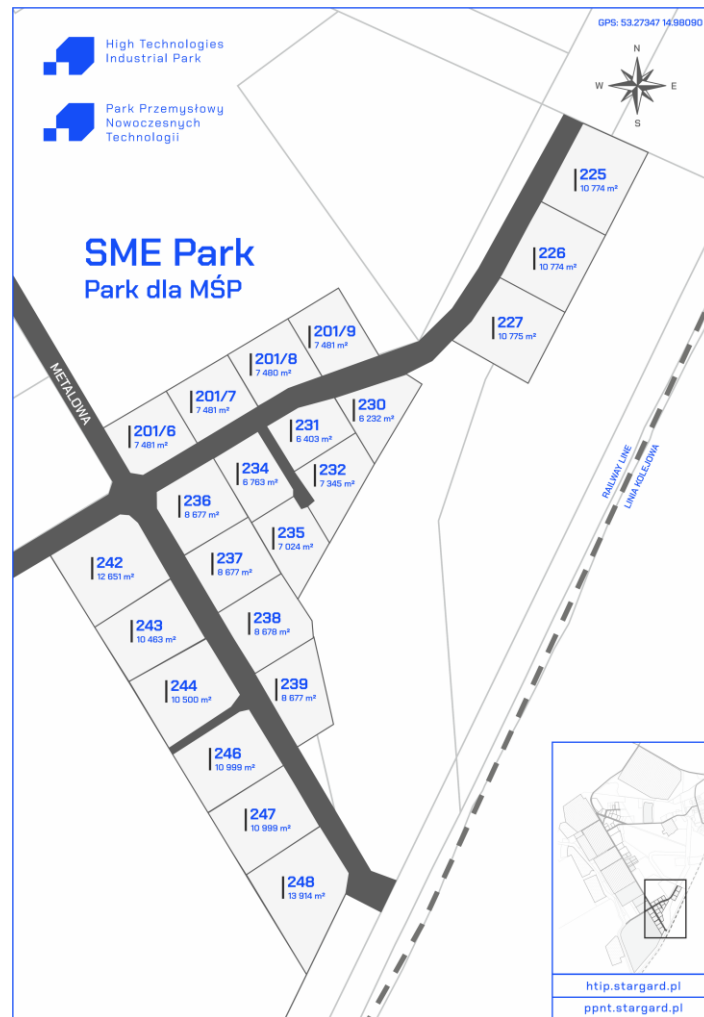 GPS: 53.27347 14.98090
High Technologies
Industrial Park
Park Przemysłowy
Nowoczesnych
Technologii
N
W
E
S
SME Park
Park dla MŚP
225
10 774 m²
226
10 774 m²
227
10 775 m²
201/9
7 481 m²
201/8
7 480 m²
201/7
7 481 m²
201/6
7 481 m²
METALOWA
230
6 232 m²
231
6 403 m²
232
7 345 m²
234
6 763 m²
235
7 024 m²
236
8 677 m²
237
8 677 m²
238
8 678 m²
239
8 677 m²
242
12 651 m²
243
10 463 m²
244
10 500 m²
246
10 999 m²
247
10 999 m²
248
13 914 m²
RAILWAY LINE
LINIA KOLEJOWA
htip.stargard.pl
ppnt.stargard.pl